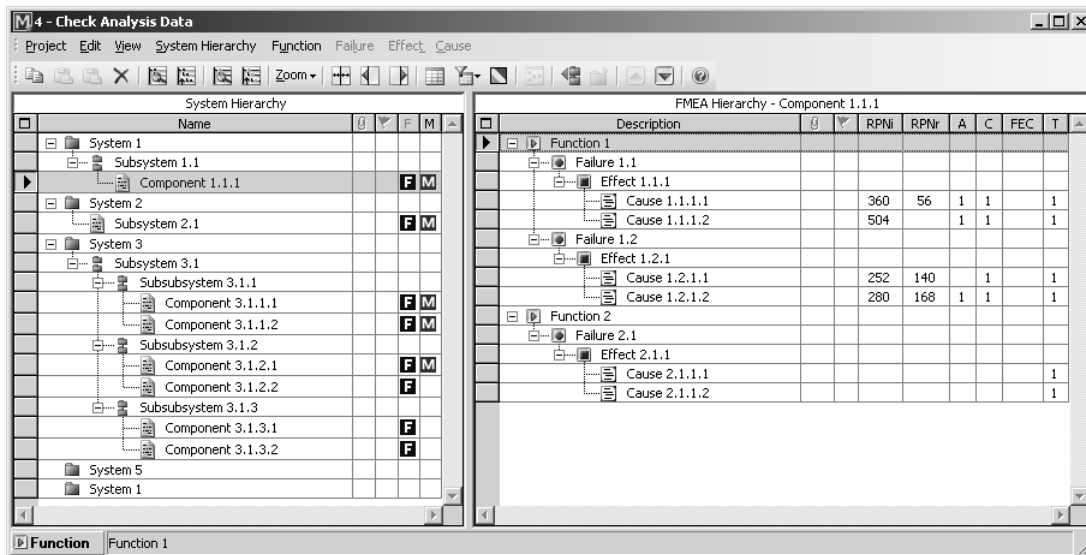 M 4 - Check Analysis Data
Project Edit View System Hierarchy Function Failure Effect Cause
Zoom
System Hierarchy
Name F M
System 1
Subsystem 1.1
Component 1.1.1 F M
System 2
Subsystem 2.1 F M
System 3
Subsystem 3.1
Subsubsystem 3.1.1
Component 3.1.1.1 F M
Component 3.1.1.2 F M
Subsubsystem 3.1.2
Component 3.1.2.1 F M
Component 3.1.2.2 F
Subsubsystem 3.1.3
Component 3.1.3.1 F
Component 3.1.3.2 F
System 5
System 1
FMEA Hierarchy - Component 1.1.1
Description RPNi RPNr A C FEC T
Function 1
Failure 1.1
Effect 1.1.1
Cause 1.1.1.1 360 56 1 1 1
Cause 1.1.1.2 504 1 1 1
Failure 1.2
Effect 1.2.1
Cause 1.2.1.1 252 140 1 1
Cause 1.2.1.2 280 168 1 1 1
Function 2
Failure 2.1
Effect 2.1.1
Cause 2.1.1.1 1
Cause 2.1.1.2 1
Function Function 1